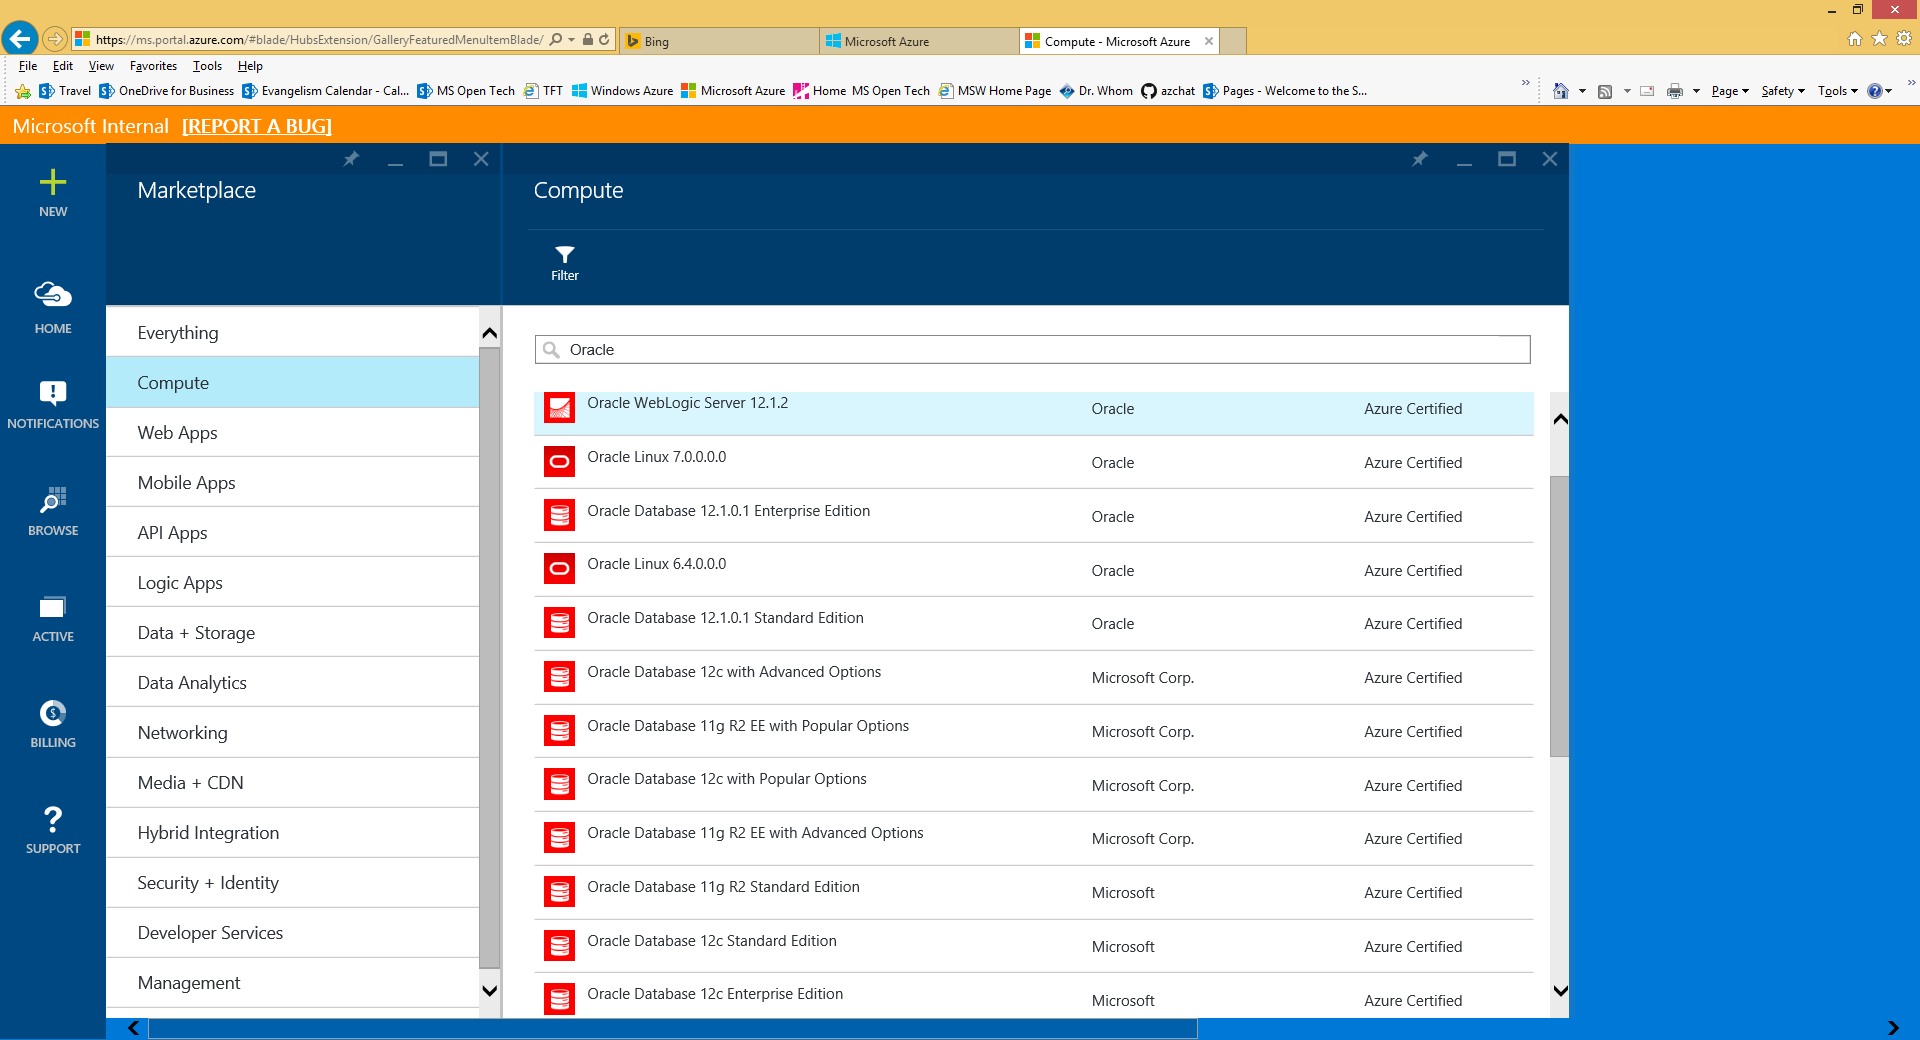 https://ms.portal.azure.com/#blade/HubsExtension/GalleryFeaturedMenuItemBlade/
Bing
Microsoft Azure
Compute - Microsoft Azure
File Edit View Favorites Tools Help
Travel OneDrive for Business Evangelism Calendar - Cal... MS Open Tech TFT Windows Azure Microsoft Azure Home MS Open Tech MSW Home Page Dr. Whom azchat Pages - Welcome to the S...
Page Safety Tools
Microsoft Internal [REPORT A BUG]
NEW
HOME
NOTIFICATIONS
BROWSE
ACTIVE
BILLING
SUPPORT
Marketplace
Everything
Compute
Web Apps
Mobile Apps
API Apps
Logic Apps
Data + Storage
Data Analytics
Networking
Media + CDN
Hybrid Integration
Security + Identity
Developer Services
Management
Compute
Filter
Oracle
Oracle WebLogic Server 12.1.2 Oracle Azure Certified
Oracle Linux 7.0.0.0.0 Oracle Azure Certified
Oracle Database 12.1.0.1 Enterprise Edition Oracle Azure Certified
Oracle Linux 6.4.0.0.0 Oracle Azure Certified
Oracle Database 12.1.0.1 Standard Edition Oracle Azure Certified
Oracle Database 12c with Advanced Options Microsoft Corp. Azure Certified
Oracle Database 11g R2 EE with Popular Options Microsoft Corp. Azure Certified
Oracle Database 12c with Popular Options Microsoft Corp. Azure Certified
Oracle Database 11g R2 EE with Advanced Options Microsoft Corp. Azure Certified
Oracle Database 11g R2 Standard Edition Microsoft Azure Certified
Oracle Database 12c Standard Edition Microsoft Azure Certified
Oracle Database 12c Enterprise Edition Microsoft Azure Certified